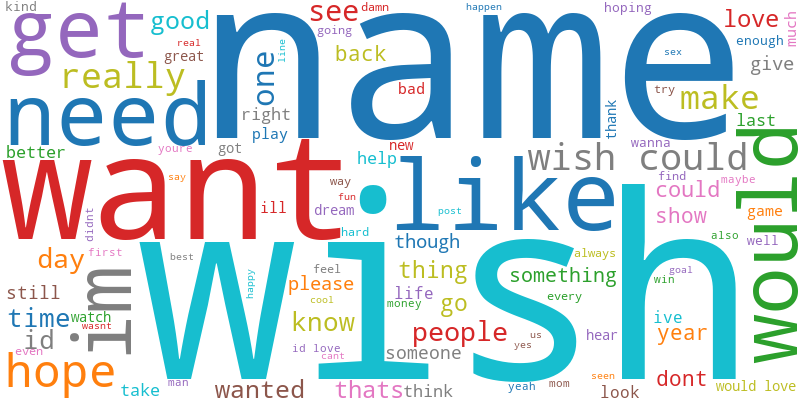 kind
get
good
name
see
damn
going
happen
hoping
love
much
real
line
great
really
back
one
enough
give
sex
try
need
bad
make
right
play
thank
last
better
youre
got
new
wanna
wish could
would
want
help
like
way
find
maybe
say
fun
could
ill
dream
post
show
game
didnt
hard
though
also
well
day
first
best
feel
thing
always
something
goal
im
happy
please
win
still
life
every
cool
money
go
time
watch
wasnt
know
people
us
hear
ive
year
id
yes
even
id love
cant
someone
wish
hope
man
seen
dont
take
wanted
thats
think
yeah
mom
look
would love